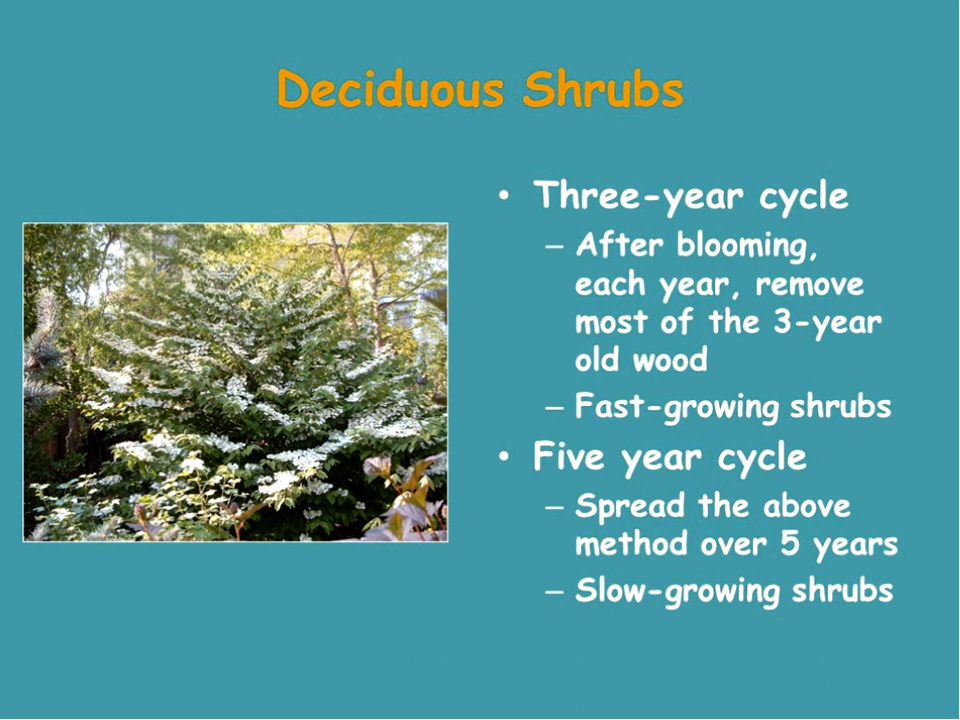 Deciduous Shrubs
• Three-year cycle
– After blooming,
each year, remove
most of the 3-year
old wood
– Fast-growing shrubs
• Five year cycle
– Spread the above
method over 5 years
– Slow-growing shrubs